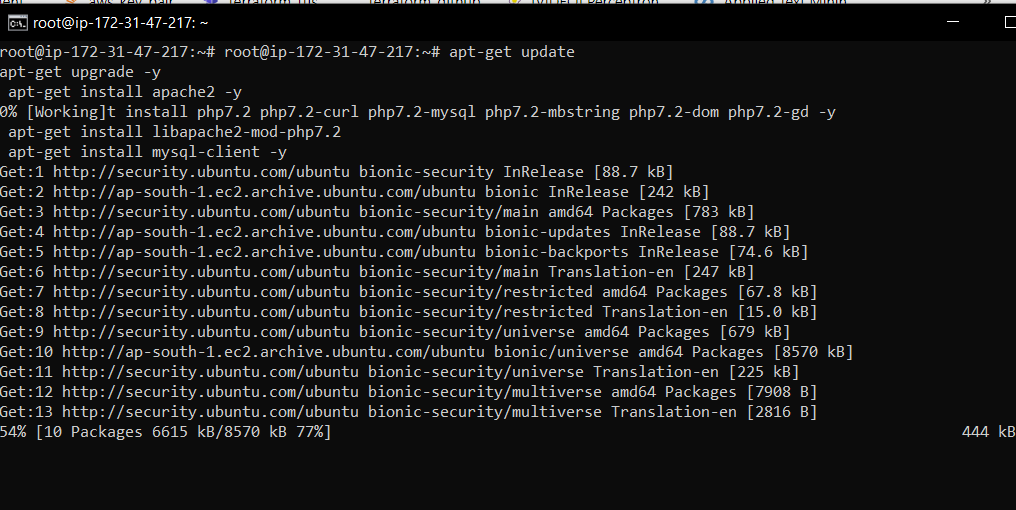 root@ip-172-31-47-217: ~
root@ip-172-31-47-217:~# root@ip-172-31-47-217:~# apt-get update
apt-get upgrade -y
 apt-get install apache2 -y
0% [Working]t install php7.2 php7.2-curl php7.2-mysql php7.2-mbstring php7.2-dom php7.2-gd -y
 apt-get install libapache2-mod-php7.2
 apt-get install mysql-client -y
Get:1 http://security.ubuntu.com/ubuntu bionic-security InRelease [88.7 kB]
Get:2 http://ap-south-1.ec2.archive.ubuntu.com/ubuntu bionic InRelease [242 kB]
Get:3 http://security.ubuntu.com/ubuntu bionic-security/main amd64 Packages [783 kB]
Get:4 http://ap-south-1.ec2.archive.ubuntu.com/ubuntu bionic-updates InRelease [88.7 kB]
Get:5 http://ap-south-1.ec2.archive.ubuntu.com/ubuntu bionic-backports InRelease [74.6 kB]
Get:6 http://security.ubuntu.com/ubuntu bionic-security/main Translation-en [247 kB]
Get:7 http://security.ubuntu.com/ubuntu bionic-security/restricted amd64 Packages [67.8 kB]
Get:8 http://security.ubuntu.com/ubuntu bionic-security/restricted Translation-en [15.0 kB]
Get:9 http://security.ubuntu.com/ubuntu bionic-security/universe amd64 Packages [679 kB]
Get:10 http://ap-south-1.ec2.archive.ubuntu.com/ubuntu bionic/universe amd64 Packages [8570 kB]
Get:11 http://security.ubuntu.com/ubuntu bionic-security/universe Translation-en [225 kB]
Get:12 http://security.ubuntu.com/ubuntu bionic-security/multiverse amd64 Packages [7908 B]
Get:13 http://security.ubuntu.com/ubuntu bionic-security/multiverse Translation-en [2816 B]
54% [10 Packages 6615 kB/8570 kB 77%] 444 kB